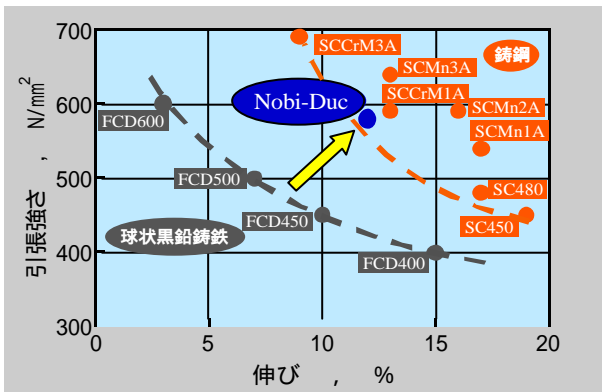 700
600
500
400
300
引張強さ , N/mm²
0
5
10
15
20
伸び , %
鋳鋼
SCCrM3A
SCMn3A
SCCrM1A
SCMn2A
SCMn1A
SC480
SC450
Nobi-Duc
FCD600
FCD500
FCD450
FCD400
球状黒鉛鋳鉄